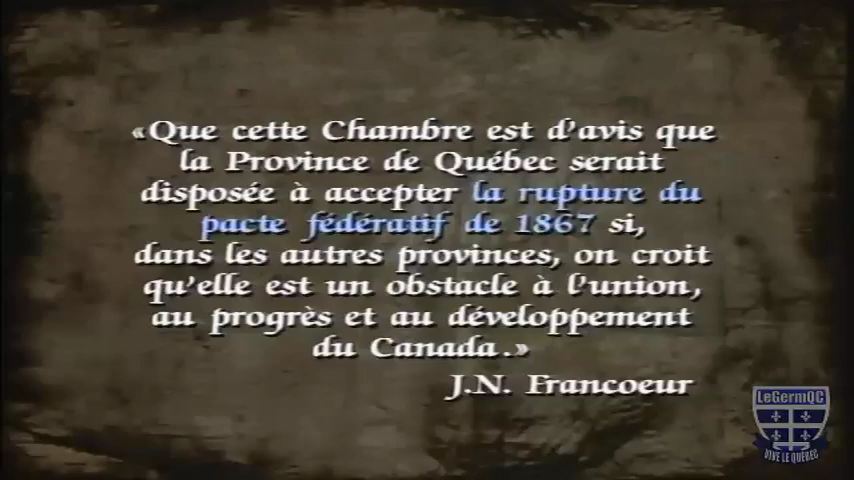 «Que cette Chambre est d'avis que
la Province de Québec serait
disposée à accepter la rupture du
pacte fédératif de 1867 si,
dans les autres provinces, on croit
qu'elle est un obstacle à l'union,
au progrès et au développement
du Canada.»
J.N. Francoeur
LeGermQC
VIVE LE QUÉBEC